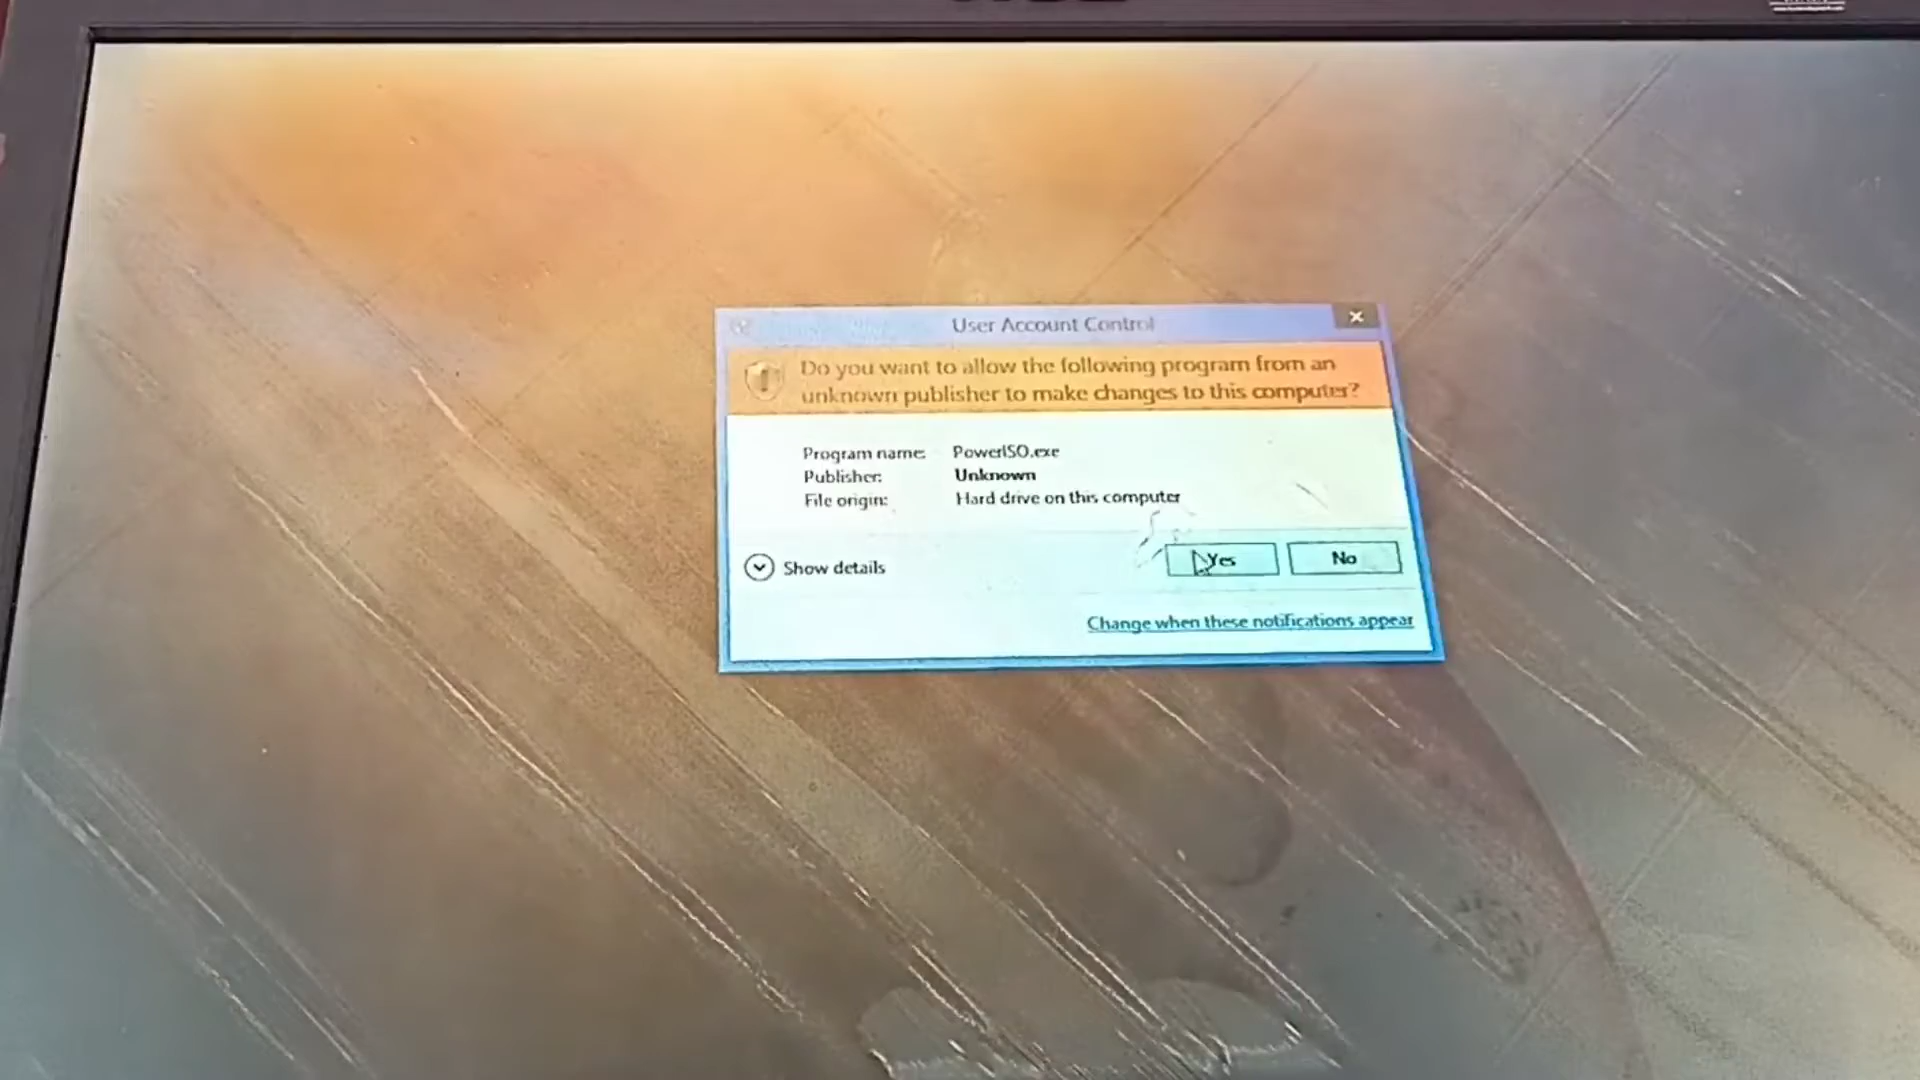 User Account Control
Do you want to allow the following program from an
unknown publisher to make changes to this computer?
Program name: PowerISO.exe
Publisher: Unknown
File origin: Hard drive on this computer
Show details
Yes
No
Change when these notifications appear